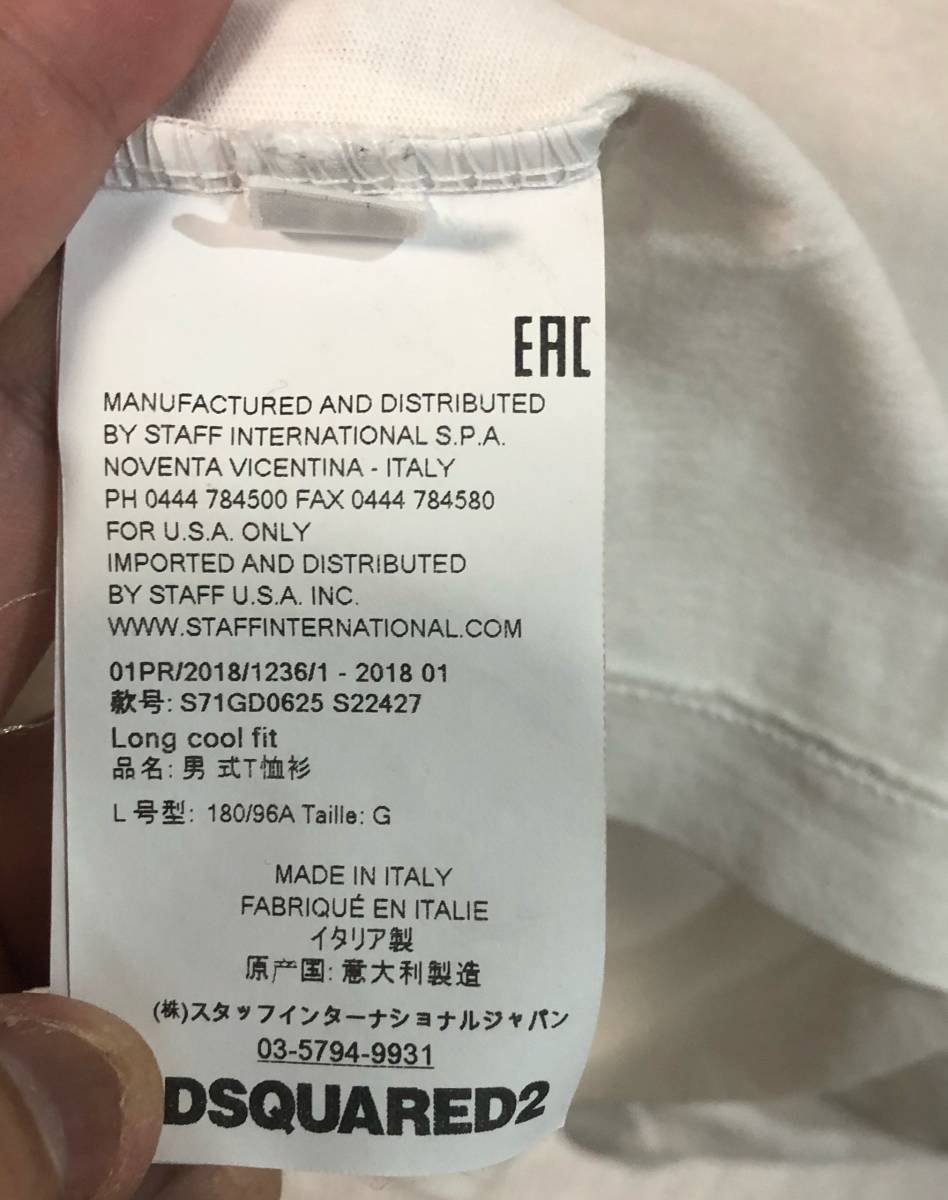 EAC
MANUFACTURED AND DISTRIBUTED
BY STAFF INTERNATIONAL S.P.A.
NOVENTA VICENTINA - ITALY
PH 0444 784500 FAX 0444 784580
FOR U.S.A. ONLY
IMPORTED AND DISTRIBUTED
BY STAFF U.S.A. INC.
WWW.STAFFINTERNATIONAL.COM
01PR/2018/1236/1 - 2018 01
款号: S71GD0625 S22427
Long cool fit
品名: 男 式T恤衫
L 号型: 180/96A Taille: G
MADE IN ITALY
FABRIQUÉ EN ITALIE
イタリア製
原产国: 意大利製造
(株)スタッフインターナショナルジャパン
03-5794-9931
DSQUARED2